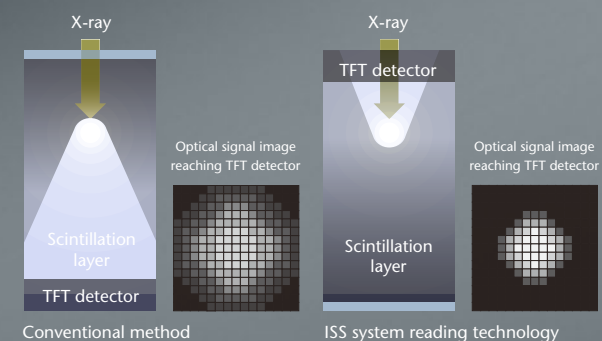 X-ray
Optical signal image
reaching TFT detector
Scintillation
layer
TFT detector
Conventional method
X-ray
TFT detector
Optical signal image
reaching TFT detector
Scintillation
layer
ISS system reading technology